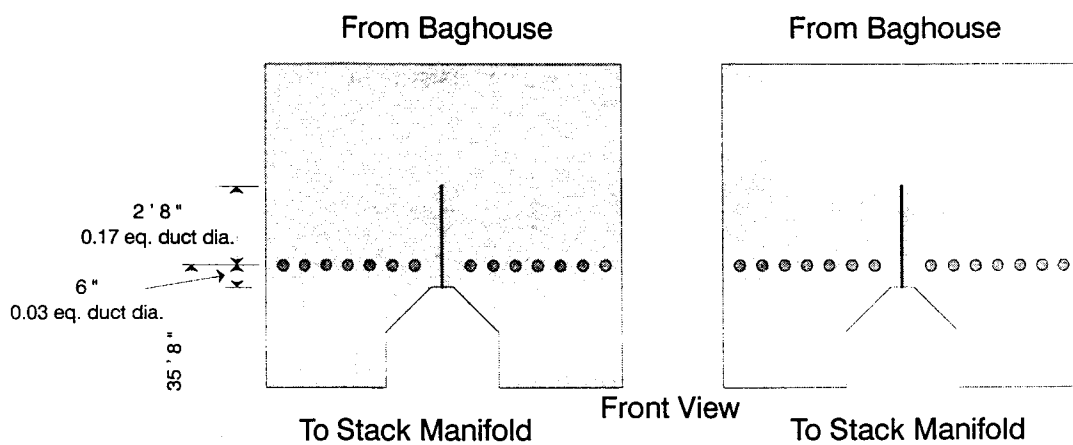 From Baghouse
From Baghouse
2'8"
0.17 eq. duct dia.
6"
0.03 eq. duct dia.
35'8"
Front View
To Stack Manifold
To Stack Manifold